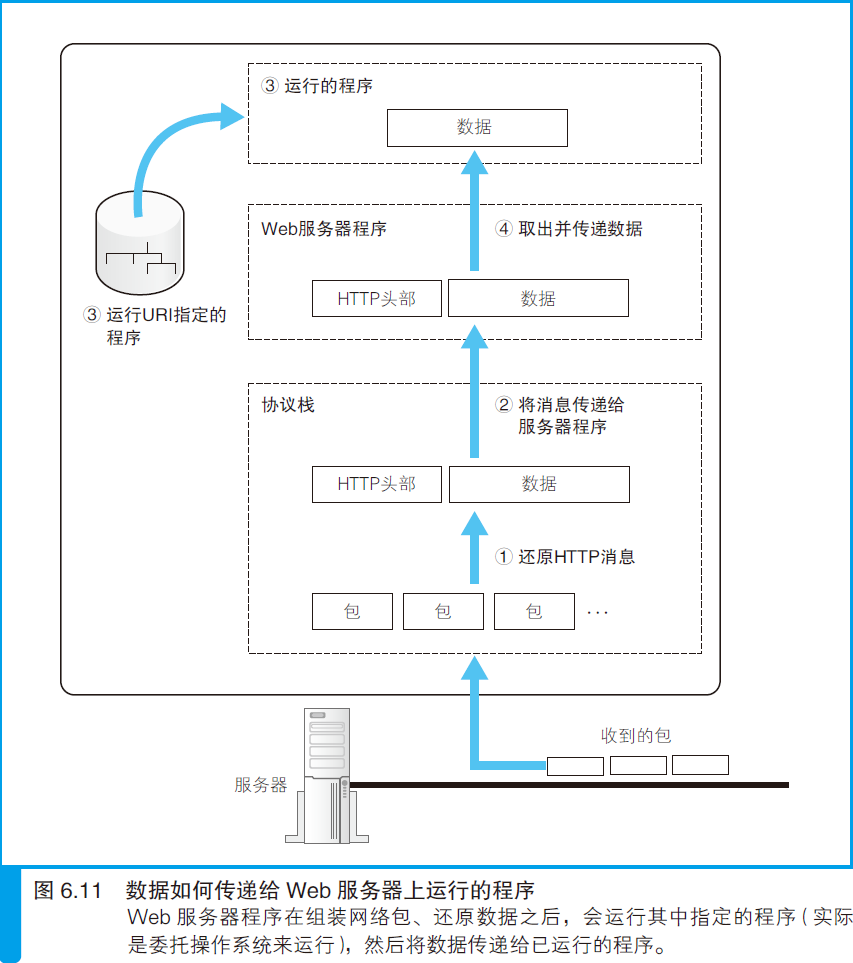 ③ 运行的程序
数据
Web服务器程序
④ 取出并传递数据
HTTP头部
数据
③ 运行URI指定的
程序
协议栈
② 将消息传递给
服务器程序
HTTP头部
数据
① 还原HTTP消息
包
包
包
···
收到的包
服务器
图 6.11 数据如何传递给 Web 服务器上运行的程序
Web 服务器程序在组装网络包、还原数据之后，会运行其中指定的程序（实际
是委托操作系统来运行），然后将数据传递给已运行的程序。